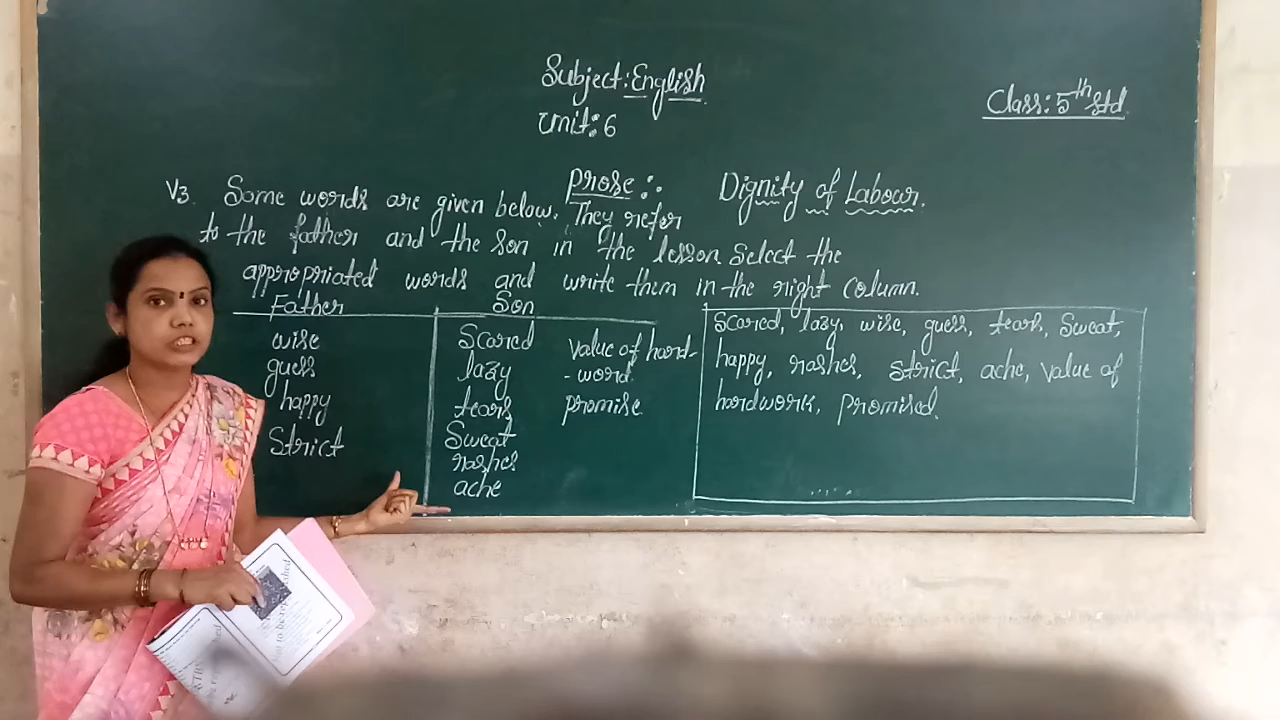 Subject: English
Unit: 6
Class: 5th Std
Prose :. Dignity of Labour.
V3. Some words are given below. They refer
to the father and the Son in the lesson. Select the
appropriated words and write them in the right column.
Father
wise
guess
happy
Strict
Son
Scared
lazy
tears
Sweat
rashes
ache
Value of hard-
- word.
promise
Scared, lazy, wise, guess, tears, Sweat,
happy, rashes, Strict, ache, Value of
hardwork, promised.